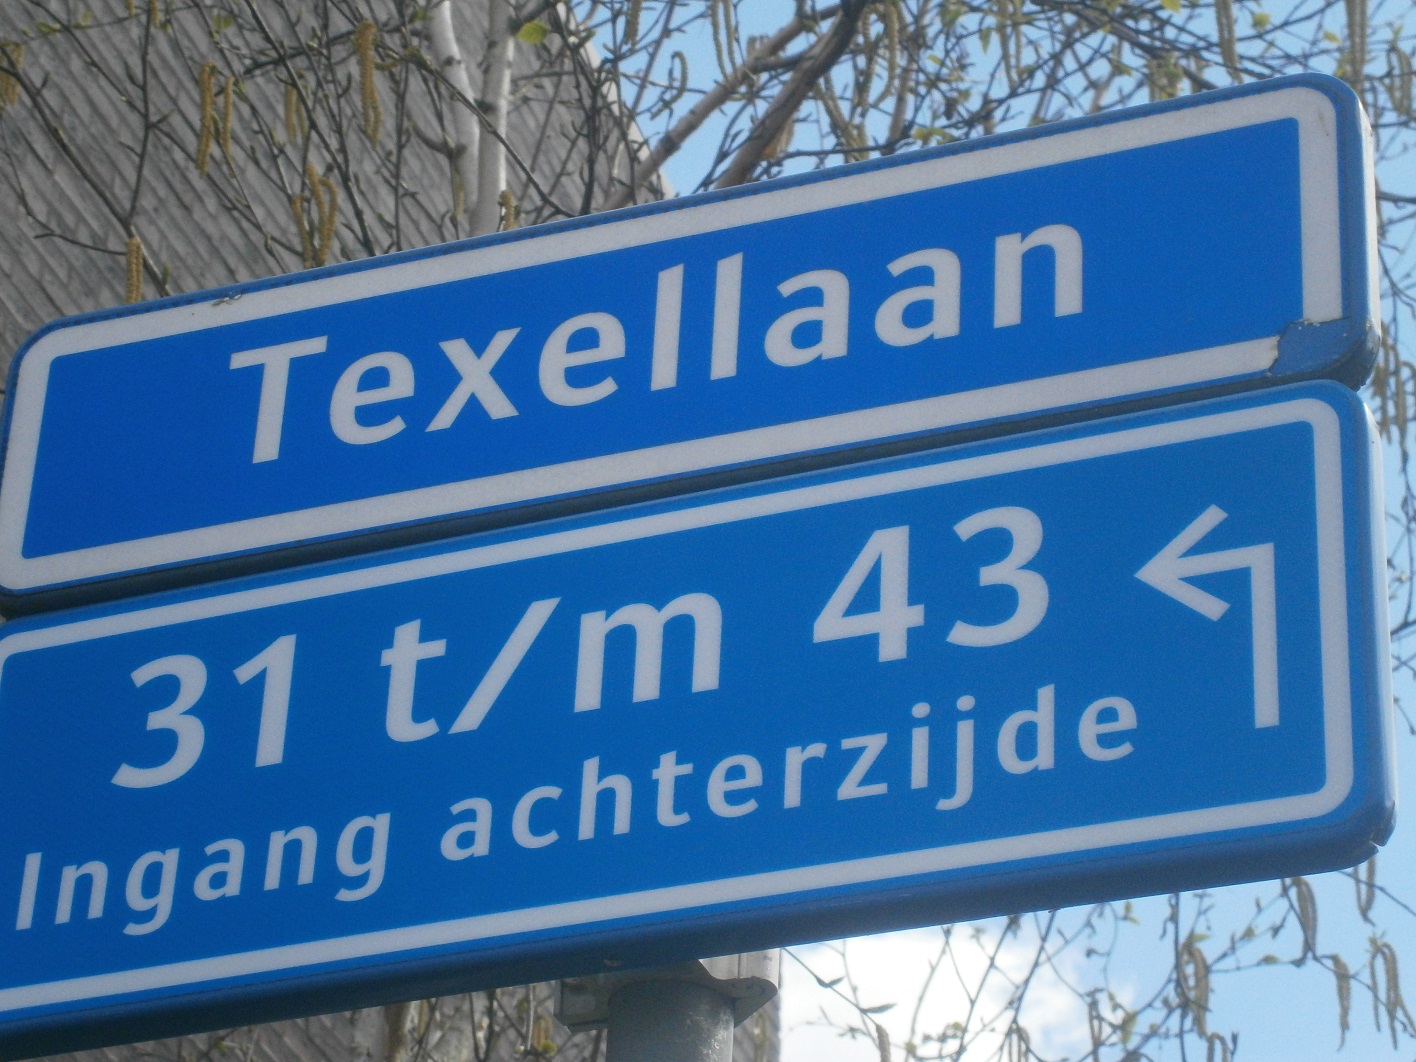 Texellaan
31 t/m 43
Ingang achterzijde